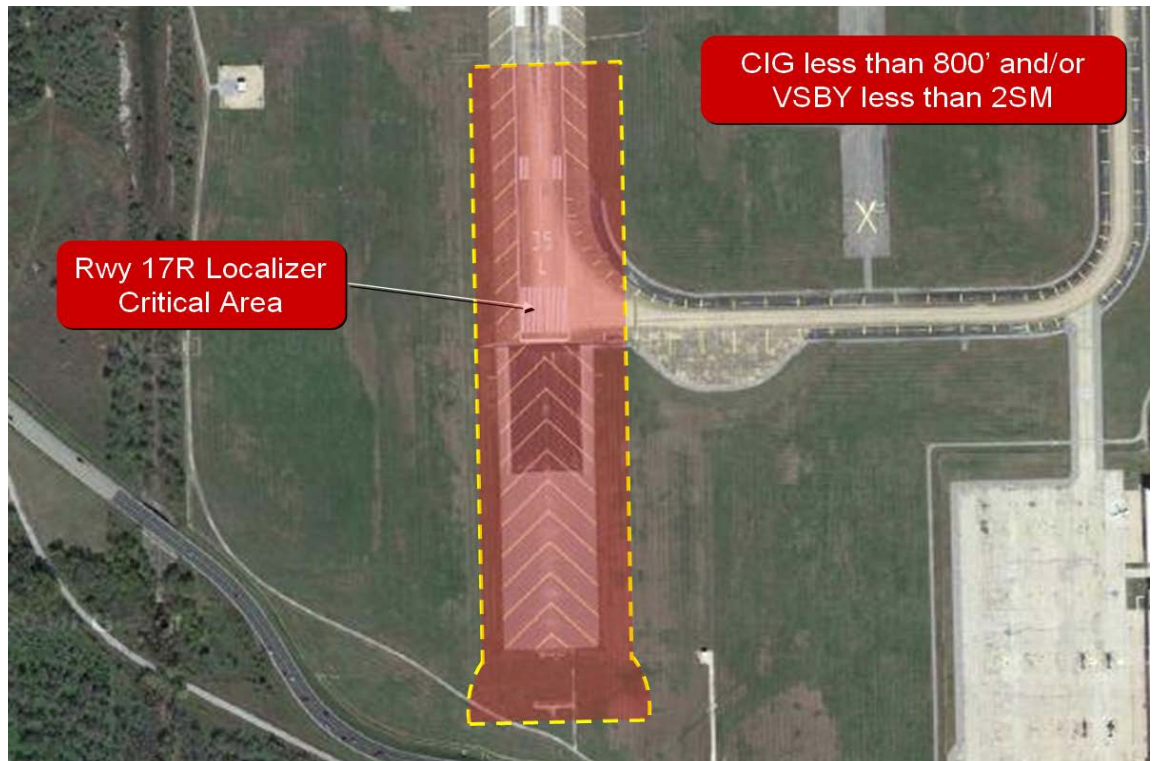 CIG less than 800' and/or
VSBY less than 2SM
Rwy 17R Localizer
Critical Area
35
L
X